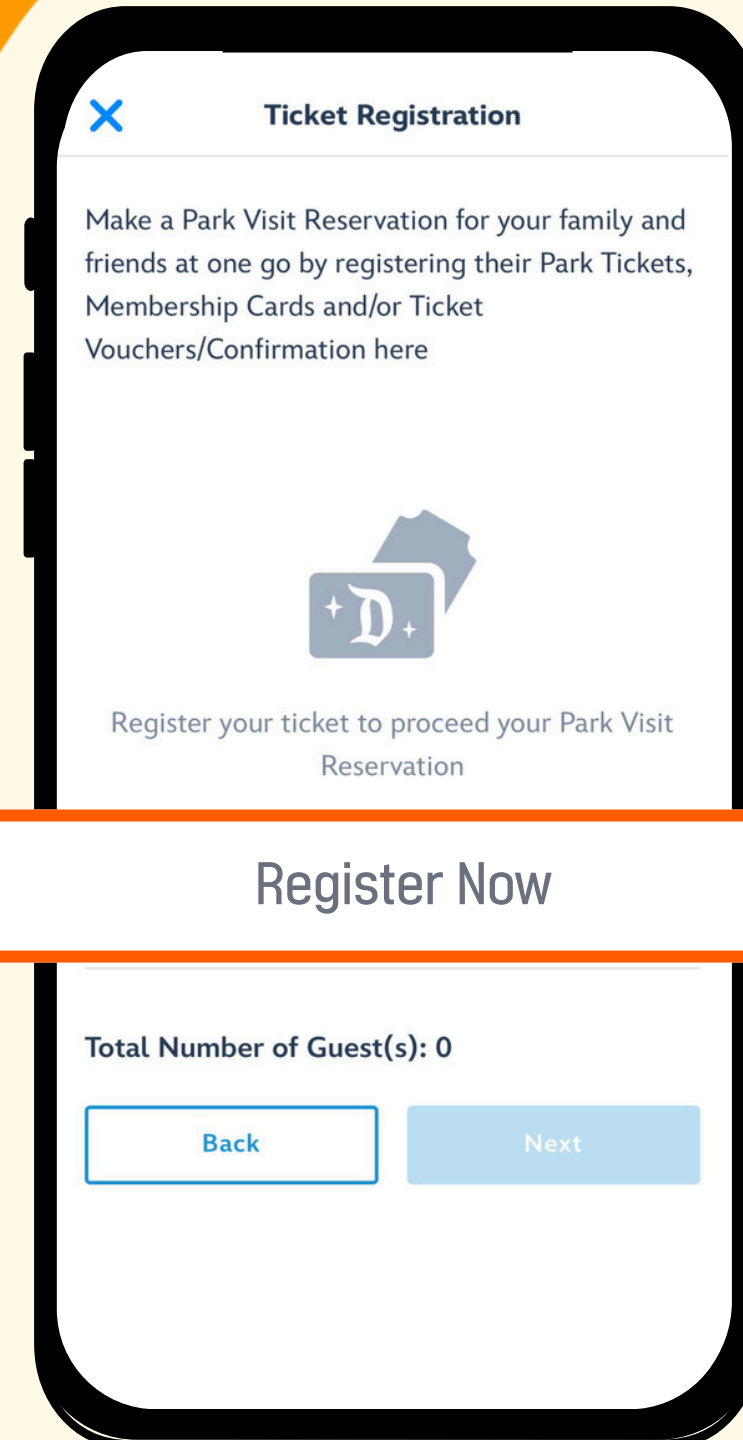 Ticket Registration
Make a Park Visit Reservation for your family and
friends at one go by registering their Park Tickets,
Membership Cards and/or Ticket
Vouchers/Confirmation here
D
Register your ticket to proceed your Park Visit
Reservation
Register Now
Total Number of Guest(s): 0
Back
Next